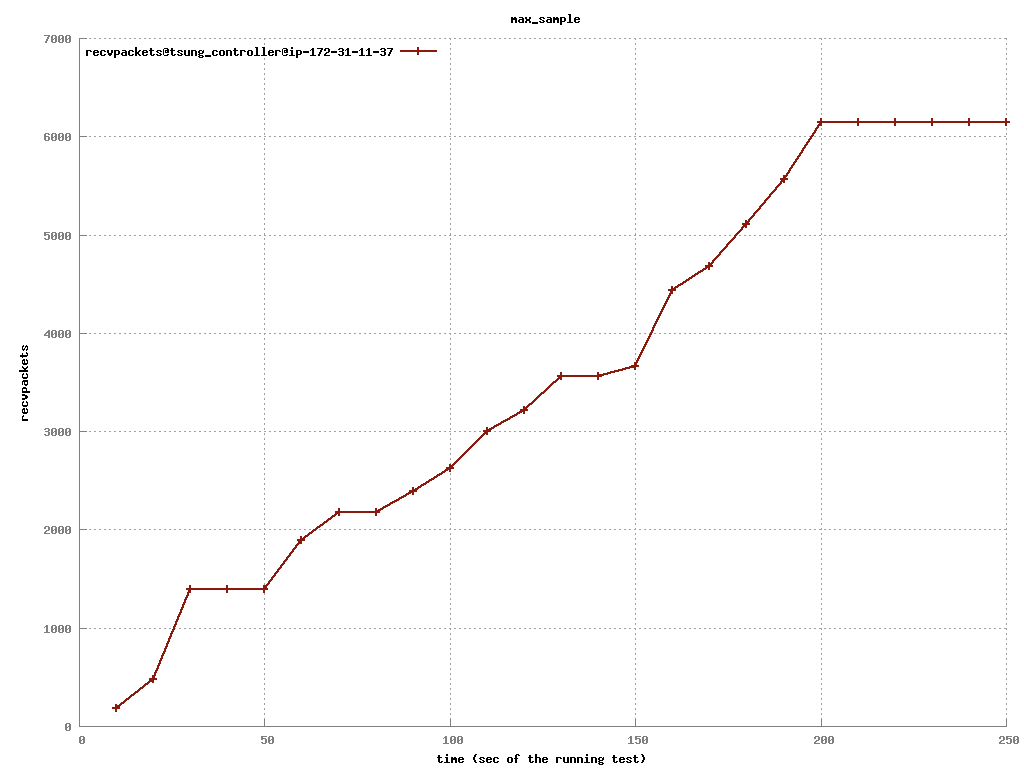 max_sample
7000
recvpackets@tsung_controller@ip-172-31-11-37
6000
5000
4000
recvpackets
3000
2000
1000
0
0 50 100 150 200 250
time (sec of the running test)